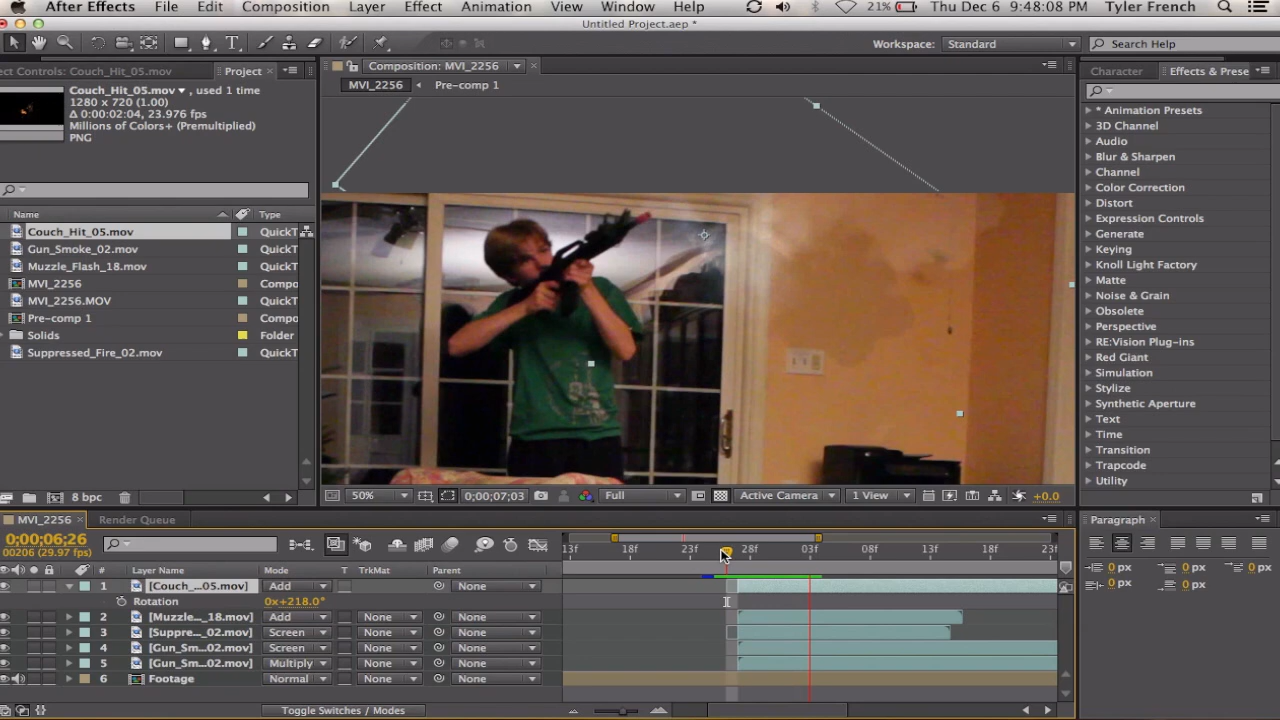 After Effects File Edit Composition Layer Effect Animation View Window Help 21% Thu Dec 6 9:48:08 PM Tyler French
Untitled Project.aep *
Workspace: Standard Search Help
ect Controls: Couch_Hit_05.mov Project Composition: MVI_2256 Character Effects & Prese
MVI_2256 Pre-comp 1
Couch_Hit_05.mov , used 1 time
1280 x 720 (1.00)
Δ 0:00:02:04, 23.976 fps
Millions of Colors+ (Premultiplied)
PNG
Name Type
Couch_Hit_05.mov QuickT
Gun_Smoke_02.mov QuickT
Muzzle_Flash_18.mov QuickT
MVI_2256 Compo
MVI_2256.MOV QuickT
Pre-comp 1 Compo
Solids Folder
Suppressed_Fire_02.mov QuickT
8 bpc
50% 0;00;07;03 Full Active Camera 1 View +0.0
* Animation Presets
3D Channel
Audio
Blur & Sharpen
Channel
Color Correction
Distort
Expression Controls
Generate
Keying
Knoll Light Factory
Matte
Noise & Grain
Obsolete
Perspective
RE:Vision Plug-ins
Red Giant
Simulation
Stylize
Synthetic Aperture
Text
Time
Transition
Trapcode
Utility
MVI_2256 Render Queue
0;00;06;26
00206 (29.97 fps)
13f 18f 23f 28f 03f 08f 13f 23f
Layer Name Mode T TrkMat Parent
1 [Couch_...05.mov] Add None
Rotation 0x+218.0°
2 [Muzzle..._18.mov] Add None None
3 [Suppre..._02.mov] Screen None None
4 [Gun_Sm...02.mov] Screen None None
5 [Gun_Sm...02.mov] Multiply None None
6 Footage Normal None None
Toggle Switches / Modes
Paragraph
0 px 0 px 0 px
0 px 0 px